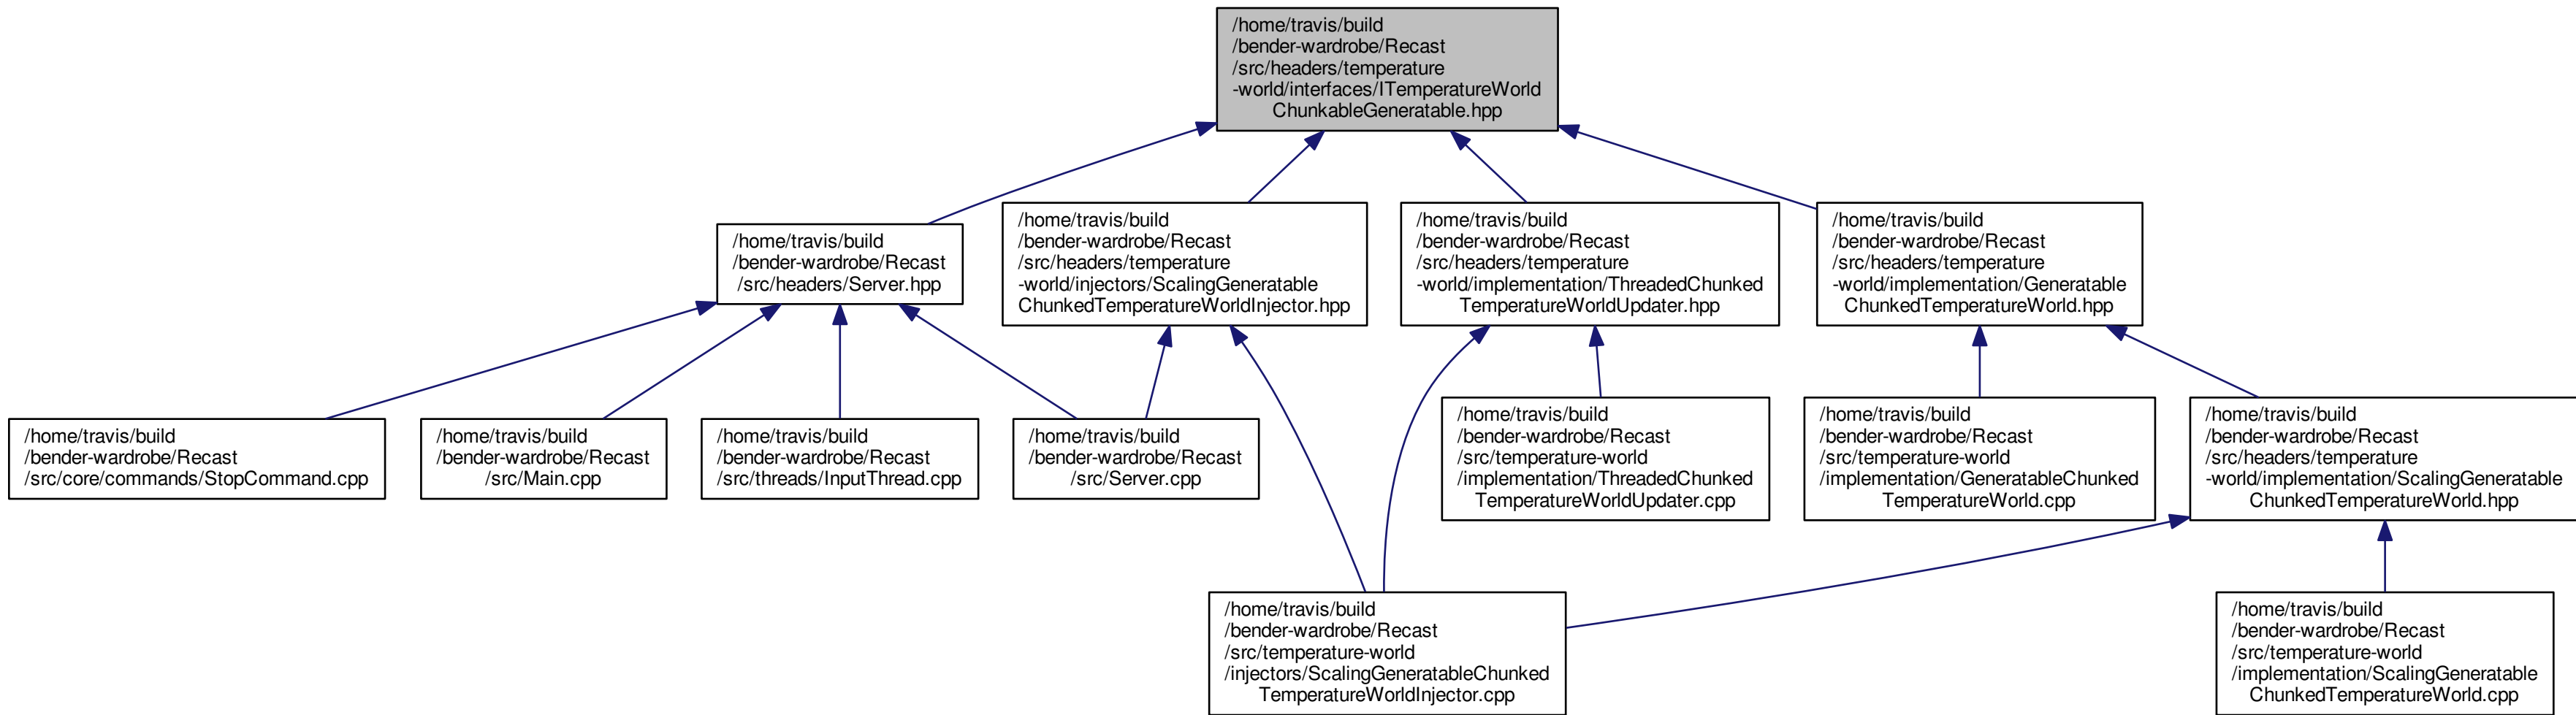 /home/travis/build
/bender-wardrobe/Recast
/src/headers/temperature
-world/interfaces/ITemperatureWorld
ChunkableGeneratable.hpp
/home/travis/build
/bender-wardrobe/Recast
/src/headers/Server.hpp
/home/travis/build
/bender-wardrobe/Recast
/src/headers/temperature
-world/injectors/ScalingGeneratable
ChunkedTemperatureWorldInjector.hpp
/home/travis/build
/bender-wardrobe/Recast
/src/headers/temperature
-world/implementation/ThreadedChunked
TemperatureWorldUpdater.hpp
/home/travis/build
/bender-wardrobe/Recast
/src/headers/temperature
-world/implementation/Generatable
ChunkedTemperatureWorld.hpp
/home/travis/build
/bender-wardrobe/Recast
/src/core/commands/StopCommand.cpp
/home/travis/build
/bender-wardrobe/Recast
/src/Main.cpp
/home/travis/build
/bender-wardrobe/Recast
/src/threads/InputThread.cpp
/home/travis/build
/bender-wardrobe/Recast
/src/Server.cpp
/home/travis/build
/bender-wardrobe/Recast
/src/temperature-world
/implementation/ThreadedChunked
TemperatureWorldUpdater.cpp
/home/travis/build
/bender-wardrobe/Recast
/src/temperature-world
/implementation/GeneratableChunked
TemperatureWorld.cpp
/home/travis/build
/bender-wardrobe/Recast
/src/headers/temperature
-world/implementation/ScalingGeneratable
ChunkedTemperatureWorld.hpp
/home/travis/build
/bender-wardrobe/Recast
/src/temperature-world
/injectors/ScalingGeneratableChunked
TemperatureWorldInjector.cpp
/home/travis/build
/bender-wardrobe/Recast
/src/temperature-world
/implementation/ScalingGeneratable
ChunkedTemperatureWorld.cpp